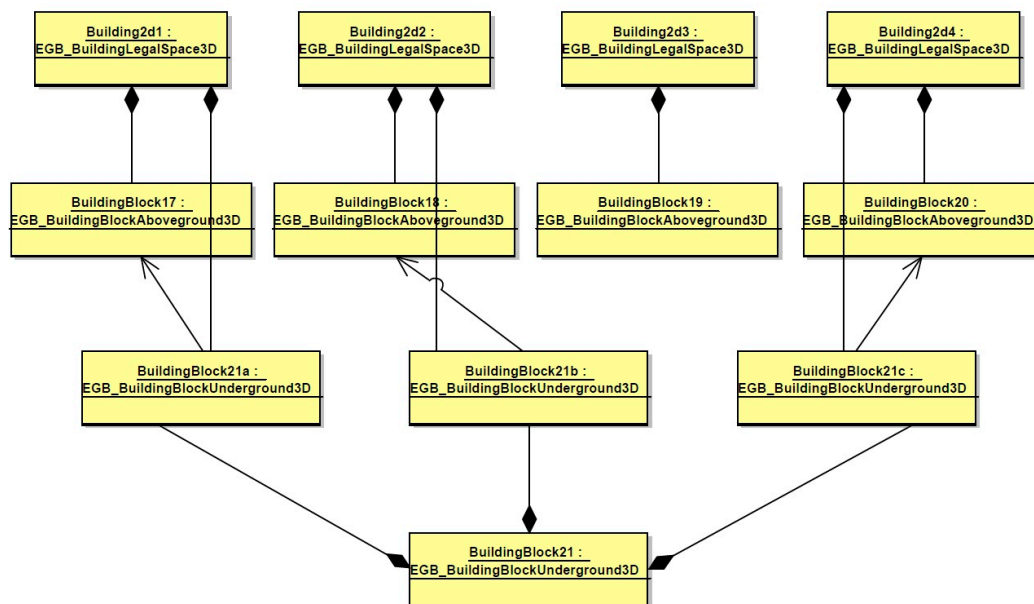 Building2d1 :
EGB_BuildingLegalSpace3D
Building2d2 :
EGB_BuildingLegalSpace3D
Building2d3 :
EGB_BuildingLegalSpace3D
Building2d4 :
EGB_BuildingLegalSpace3D
BuildingBlock17 :
EGB_BuildingBlockAboveground3D
BuildingBlock18 :
EGB_BuildingBlockAboveground3D
BuildingBlock19 :
EGB_BuildingBlockAboveground3D
BuildingBlock20 :
EGB_BuildingBlockAboveground3D
BuildingBlock21a :
EGB_BuildingBlockUnderground3D
BuildingBlock21b :
EGB_BuildingBlockUnderground3D
BuildingBlock21c :
EGB_BuildingBlockUnderground3D
BuildingBlock21 :
EGB_BuildingBlockUnderground3D